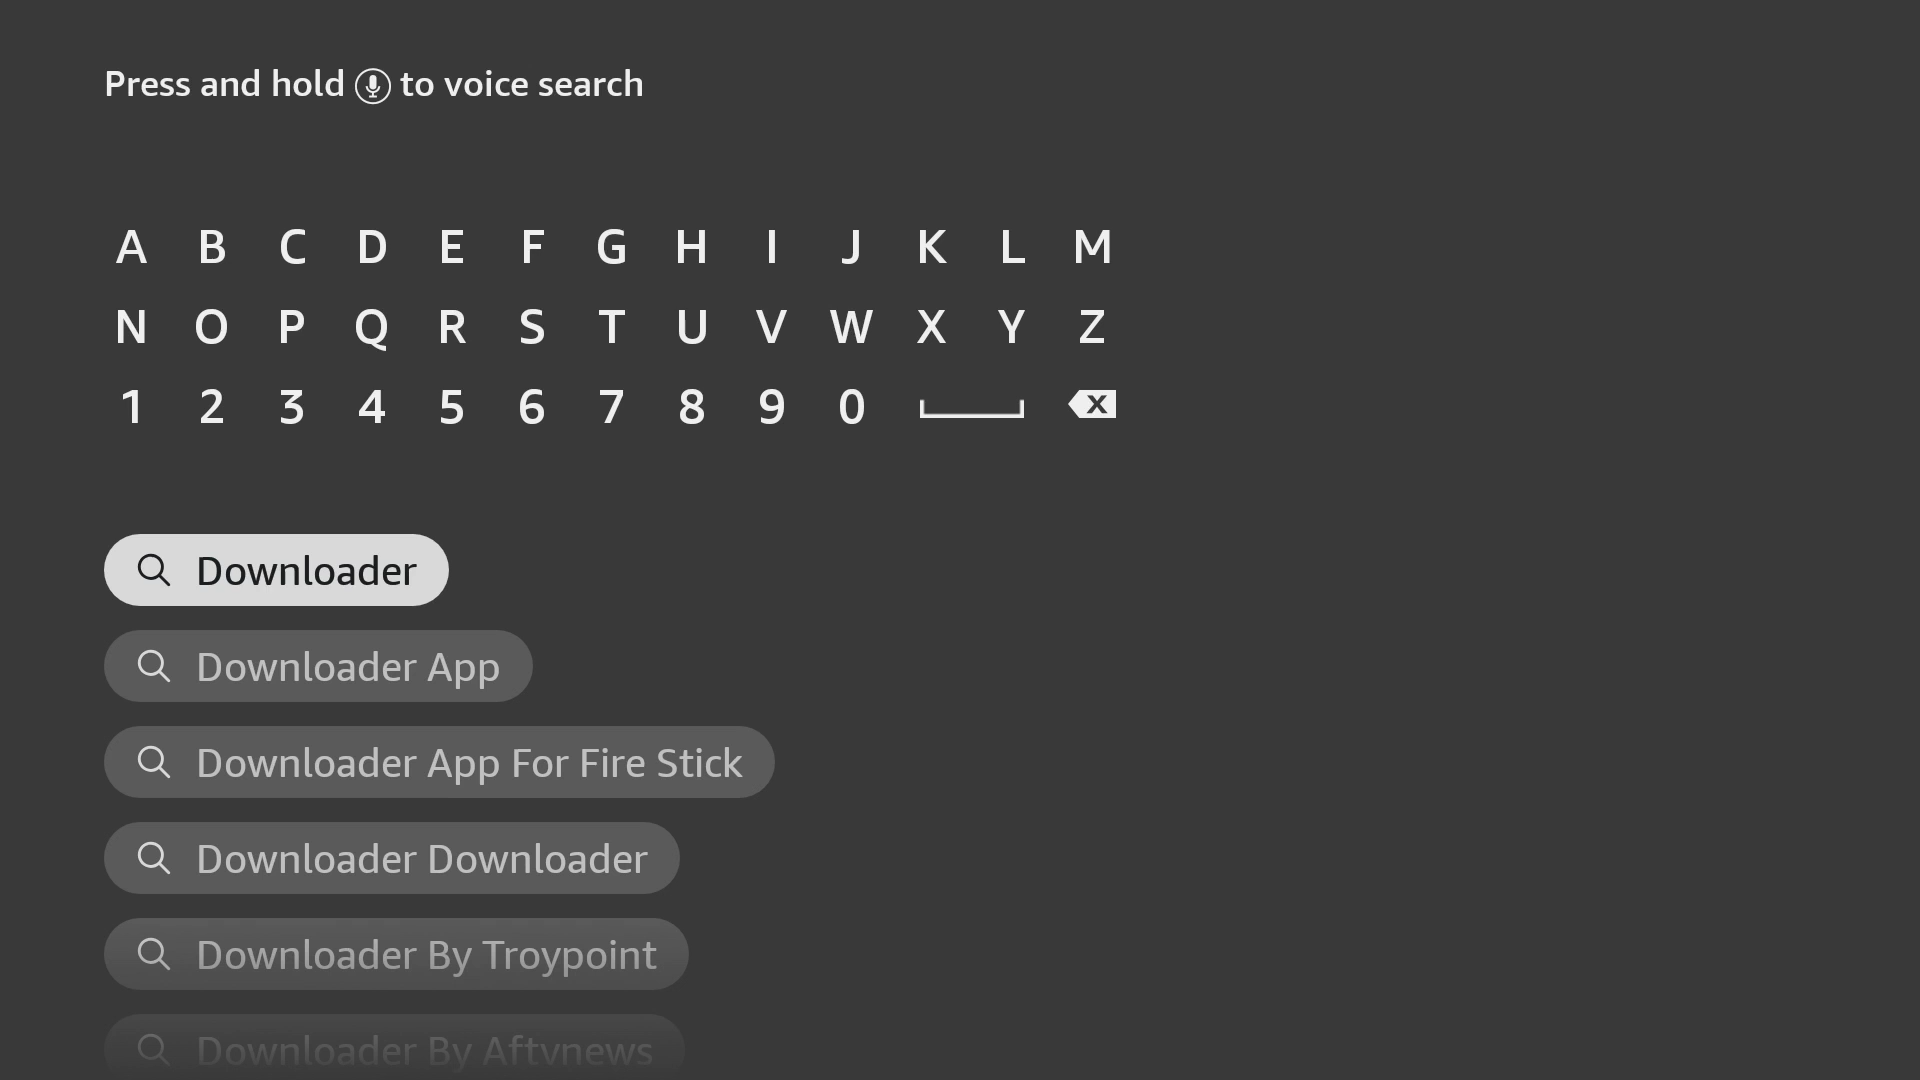 Press and hold to voice search
A B C D E F G H I J K L M
N O P Q R S T U V W X Y Z
1 2 3 4 5 6 7 8 9 0
Downloader
Downloader App
Downloader App For Fire Stick
Downloader Downloader
Downloader By Troypoint
Downloader By Aftvnews